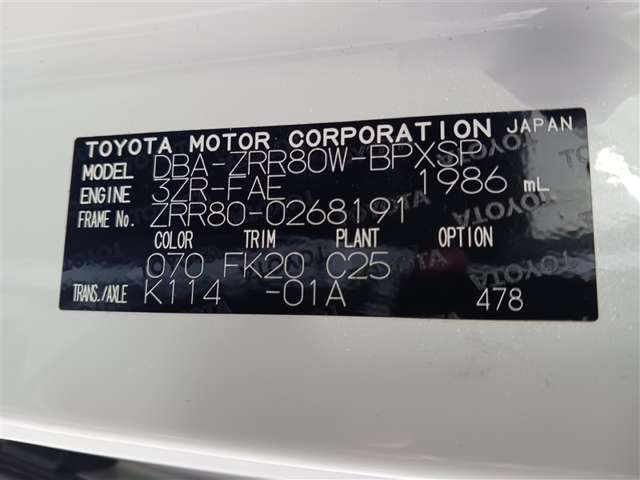 TOYOTA MOTOR CORPORATION JAPAN
MODEL DBA-ZRR80W-BPXSP
ENGINE 3ZR-FAE 1986 mL
FRAME No. ZRR80-0268191
COLOR TRIM PLANT OPTION
070 FK20 C25
TRANS./AXLE K114 -01A 478